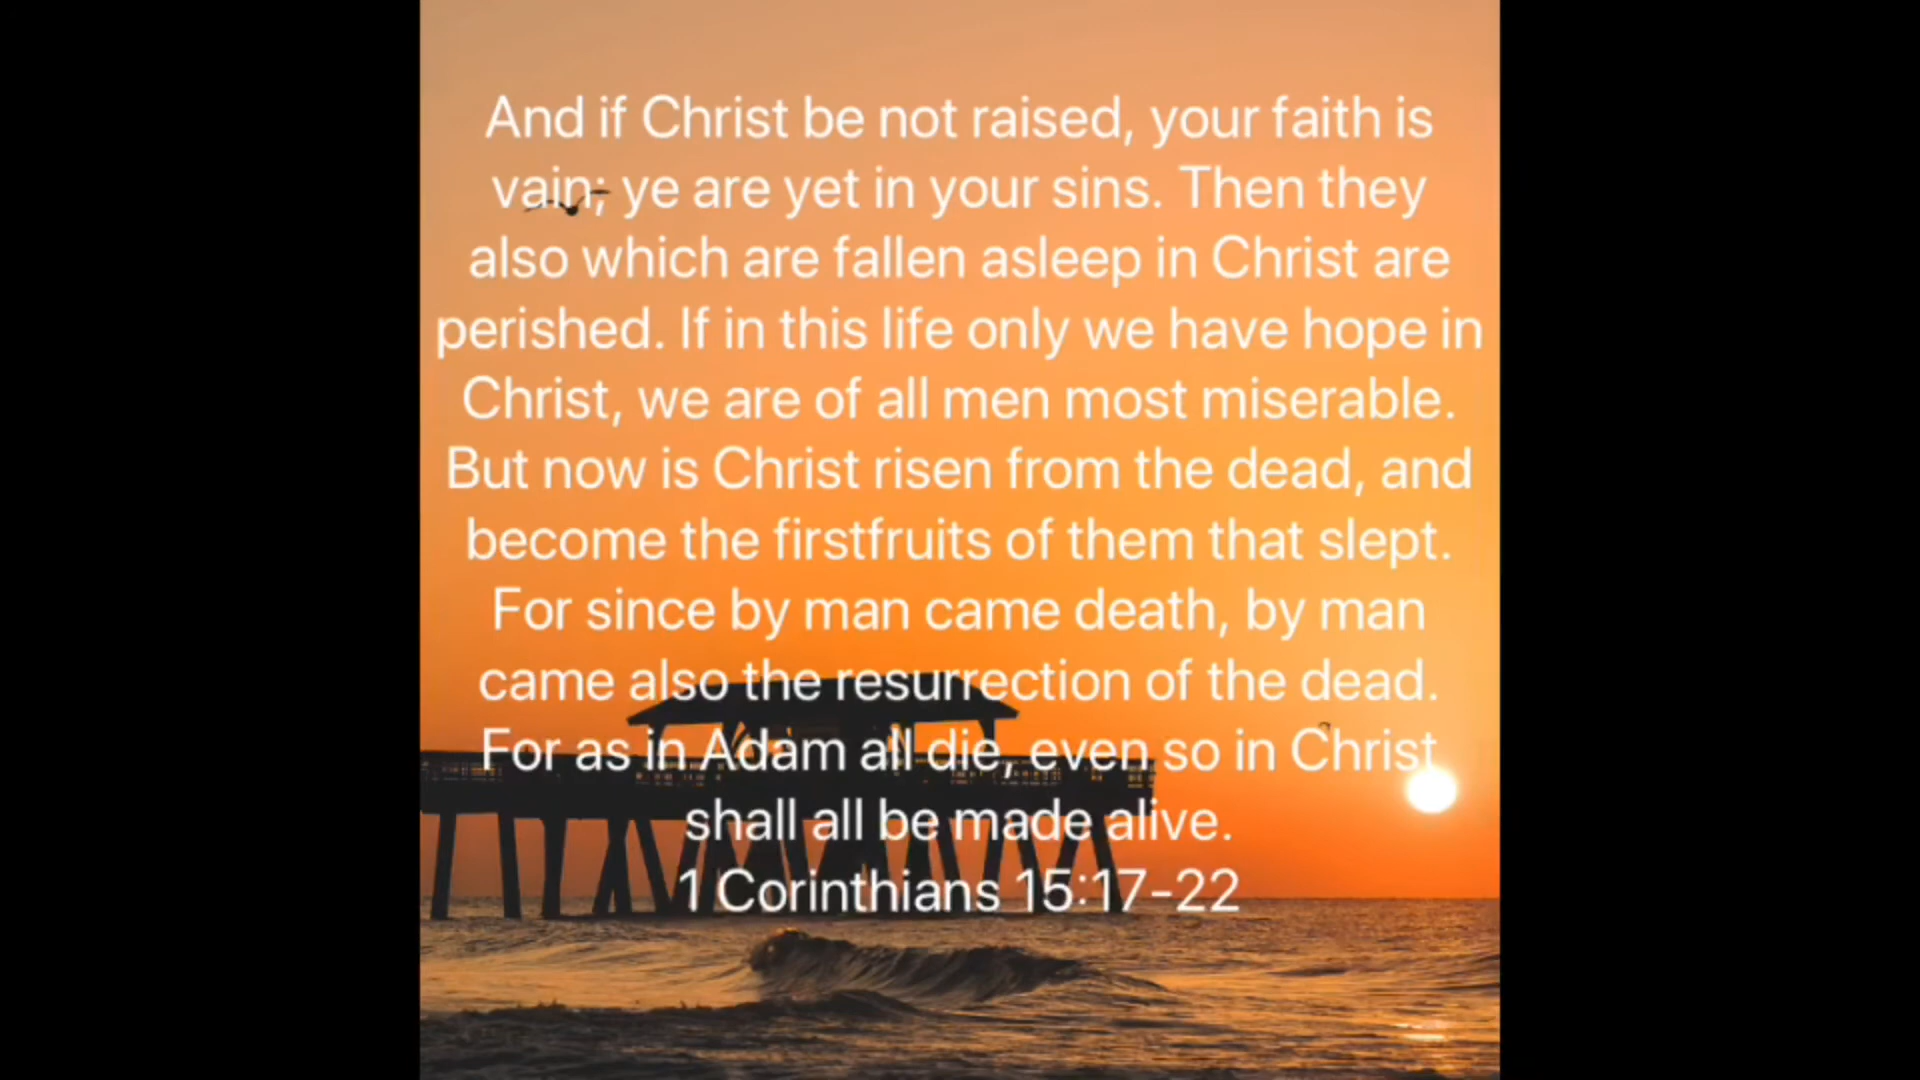 And if Christ be not raised, your faith is
vain; ye are yet in your sins. Then they
also which are fallen asleep in Christ are
perished. If in this life only we have hope in
Christ, we are of all men most miserable.
But now is Christ risen from the dead, and
become the firstfruits of them that slept.
For since by man came death, by man
came also the resurrection of the dead.
For as in Adam all die, even so in Christ
shall all be made alive.
1 Corinthians 15:17-22